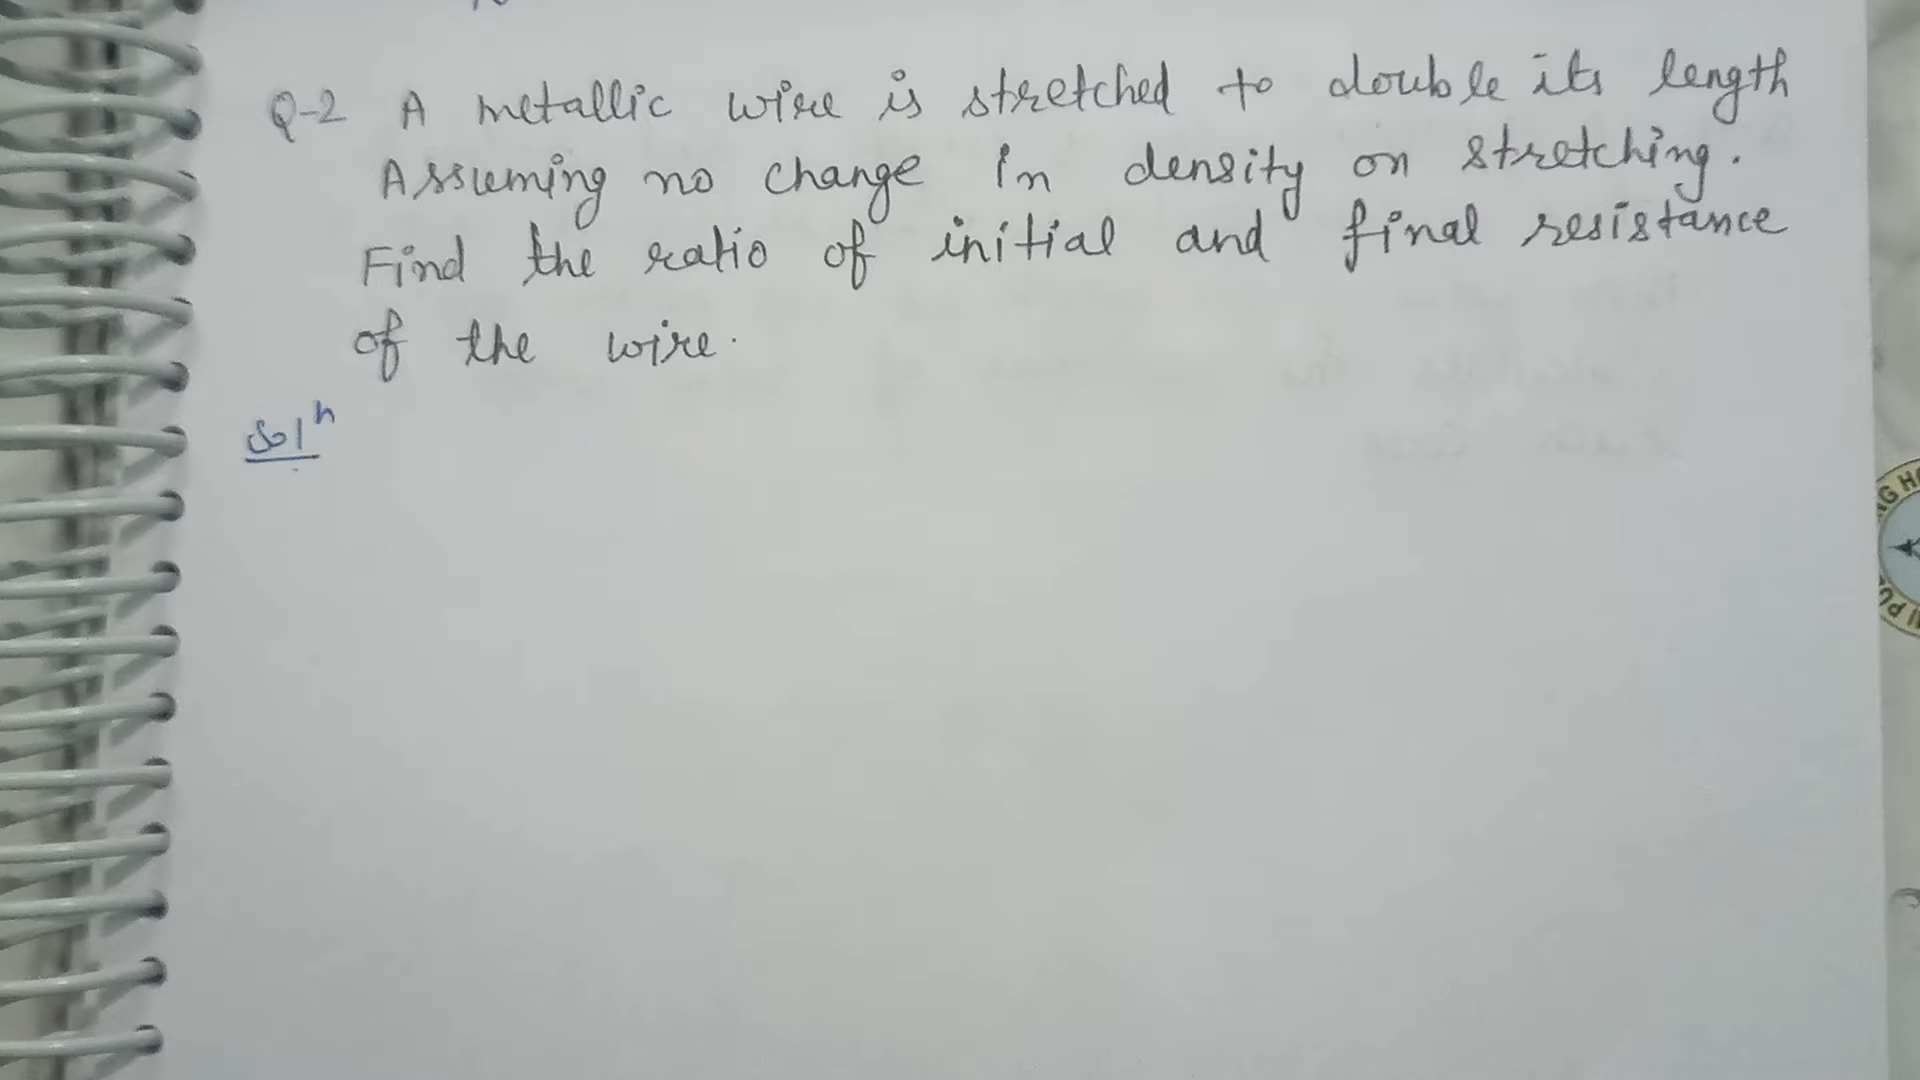 Q-2 A metallic wire is stretched to double its length
Assuming no change in density on stretching.
Find the ratio of initial and final resistance
of the wire.
Solⁿ